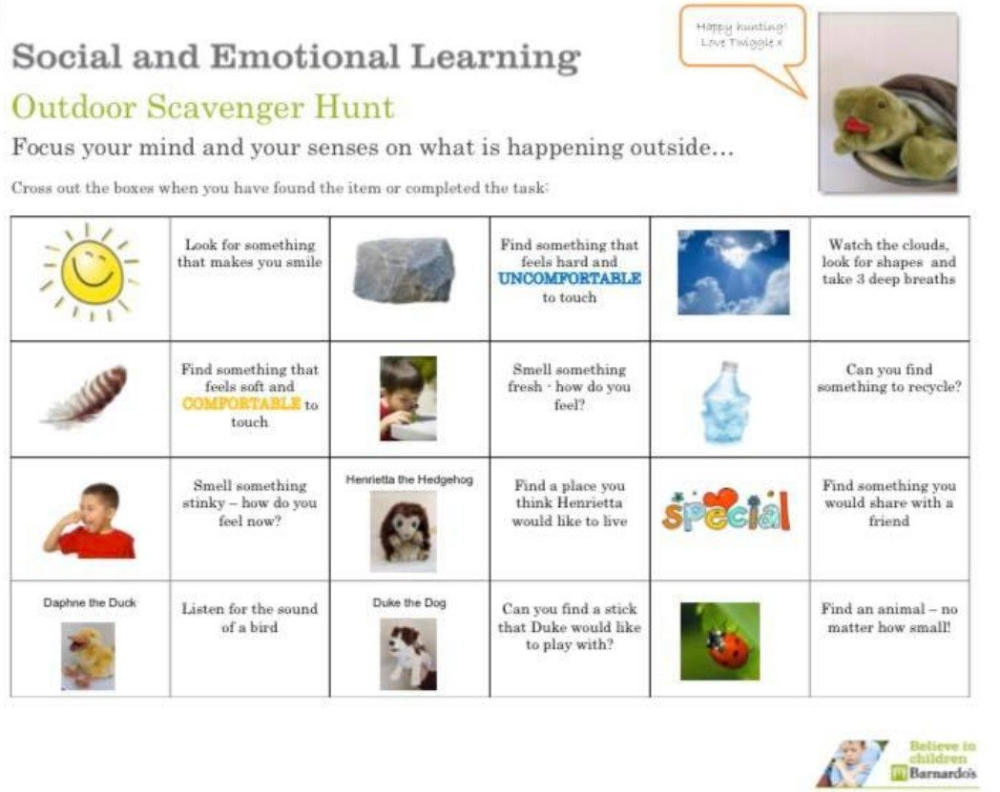 Happy hunting!
Love Twiggle x
Social and Emotional Learning
Outdoor Scavenger Hunt
Focus your mind and your senses on what is happening outside...
Cross out the boxes when you have found the item or completed the task:
Look for something
that makes you smile
Find something that
feels hard and
UNCOMFORTABLE
to touch
Watch the clouds,
look for shapes and
take 3 deep breaths
Find something that
feels soft and
COMFORTABLE to
touch
Smell something
fresh - how do you
feel?
Can you find
something to recycle?
Smell something
stinky – how do you
feel now?
Henrietta the Hedgehog
Find a place you
think Henrietta
would like to live
special
Find something you
would share with a
friend
Daphne the Duck
Listen for the sound
of a bird
Duke the Dog
Can you find a stick
that Duke would like
to play with?
Find an animal – no
matter how small!
Believe in
children
Barnardo's